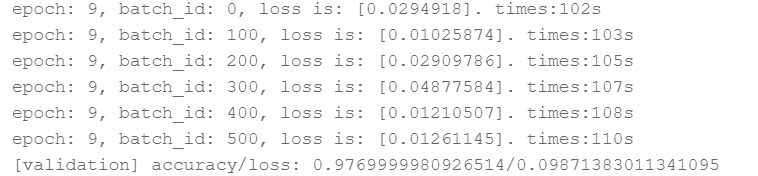 epoch: 9, batch_id: 0, loss is: [0.0294918]. times:102s
epoch: 9, batch_id: 100, loss is: [0.01025874]. times:103s
epoch: 9, batch_id: 200, loss is: [0.02909786]. times:105s
epoch: 9, batch_id: 300, loss is: [0.04877584]. times:107s
epoch: 9, batch_id: 400, loss is: [0.01210507]. times:108s
epoch: 9, batch_id: 500, loss is: [0.01261145]. times:110s
[validation] accuracy/loss: 0.9769999980926514/0.09871383011341095